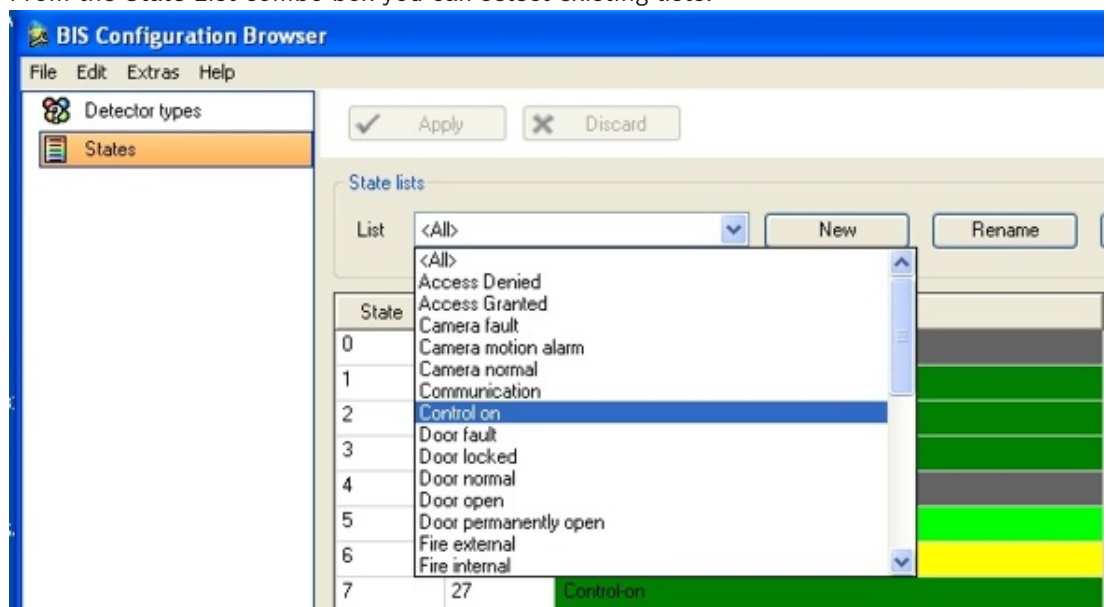 From the State List combo box you can select existing lists.
BIS Configuration Browser
File Edit Extras Help
Detector types
States
Apply Discard
State lists
List <All> New Rename
<All>
Access Denied
Access Granted
Camera fault
Camera motion alarm
Camera normal
Communication
Control on
Door fault
Door locked
Door normal
Door open
Door permanently open
Fire external
Fire internal
State
0
1
2
3
4
5
6
7 27 Control-on